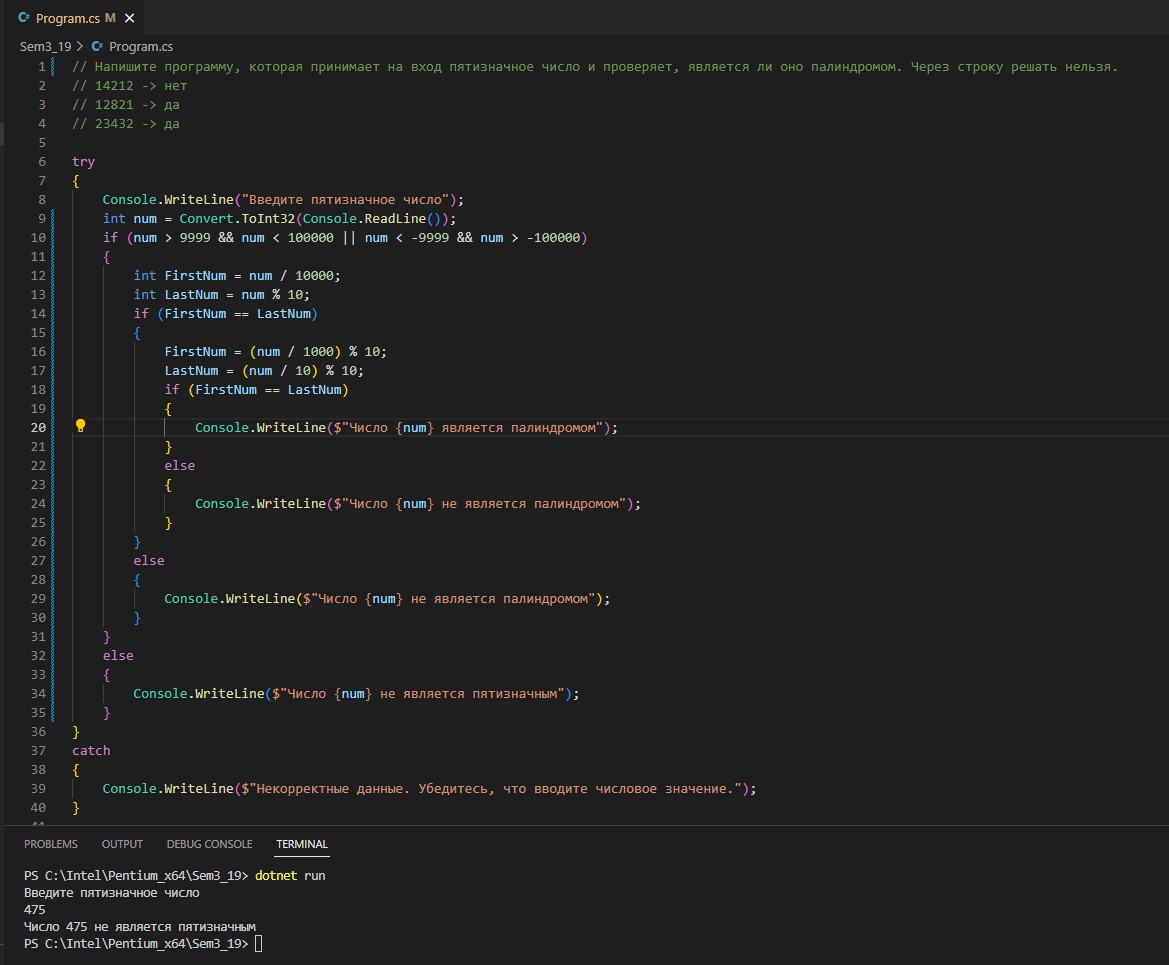 Program.cs M
Sem3_19 > Program.cs
1 // Напишите программу, которая принимает на вход пятизначное число и проверяет, является ли оно палиндромом. Через строку решать нельзя.
2 // 14212 -> нет
3 // 12821 -> да
4 // 23432 -> да
5
6 try
7 {
8     Console.WriteLine("Введите пятизначное число");
9     int num = Convert.ToInt32(Console.ReadLine());
10     if (num > 9999 && num < 100000 || num < -9999 && num > -100000)
11     {
12         int FirstNum = num / 10000;
13         int LastNum = num % 10;
14         if (FirstNum == LastNum)
15         {
16             FirstNum = (num / 1000) % 10;
17             LastNum = (num / 10) % 10;
18             if (FirstNum == LastNum)
19             {
20                 Console.WriteLine($"Число {num} является палиндромом");
21             }
22             else
23             {
24                 Console.WriteLine($"Число {num} не является палиндромом");
25             }
26         }
27         else
28         {
29             Console.WriteLine($"Число {num} не является палиндромом");
30         }
31     }
32     else
33     {
34         Console.WriteLine($"Число {num} не является пятизначным");
35     }
36 }
37 catch
38 {
39     Console.WriteLine($"Некорректные данные. Убедитесь, что вводите числовое значение.");
40 }
PROBLEMS OUTPUT DEBUG CONSOLE TERMINAL
PS C:\Intel\Pentium_x64\Sem3_19> dotnet run
Введите пятизначное число
475
Число 475 не является пятизначным
PS C:\Intel\Pentium_x64\Sem3_19>